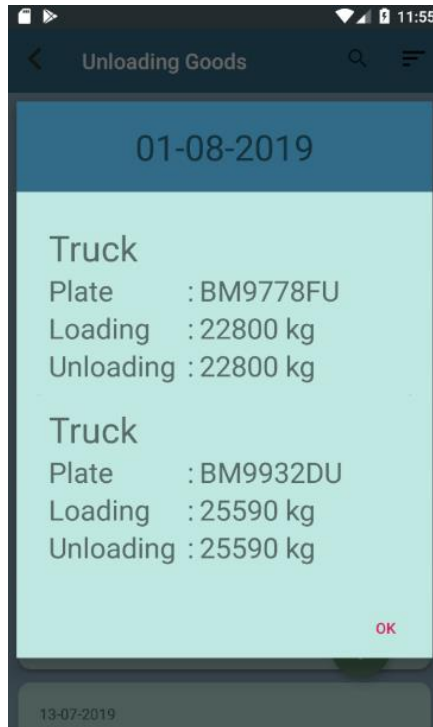 11:55
Unloading Goods
01-08-2019
Truck
Plate : BM9778FU
Loading : 22800 kg
Unloading : 22800 kg
Truck
Plate : BM9932DU
Loading : 25590 kg
Unloading : 25590 kg
OK
13-07-2019